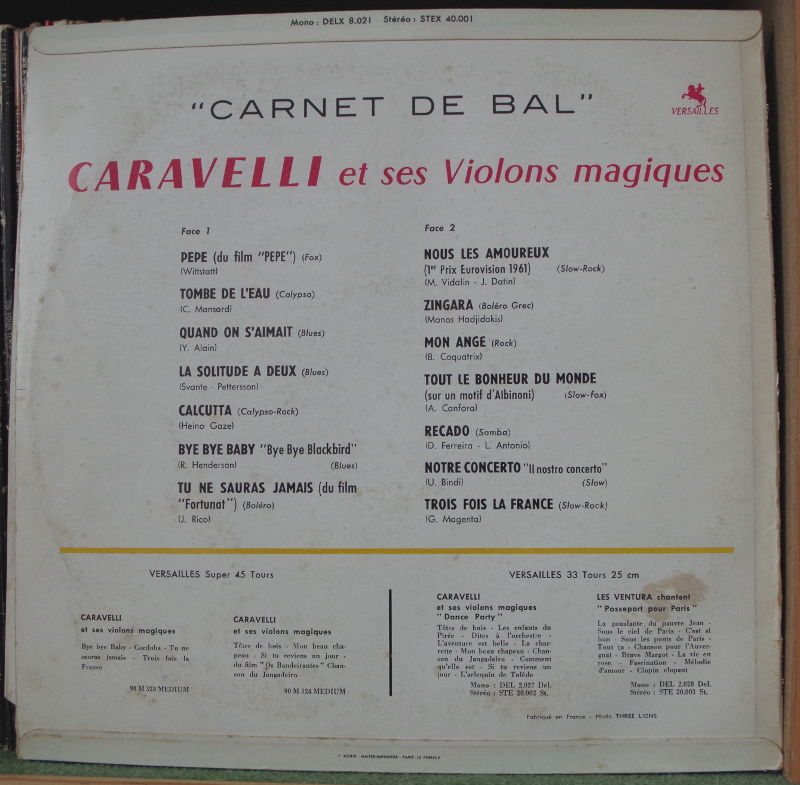 Mono : DELX 8.021 Stéréo : STEX 40.001
"CARNET DE BAL"
VERSAILLES
CARAVELLI et ses Violons magiques
Face 1
PEPE (du film "PEPE") (Fox)
(Wittstatt)
TOMBE DE L'EAU (Calypso)
(C. Mansard)
QUAND ON S'AIMAIT (Blues)
(Y. Alain)
LA SOLITUDE A DEUX (Blues)
(Svante - Pettersson)
CALCUTTA (Calypso-Rock)
(Heino Gaze)
BYE BYE BABY "Bye Bye Blackbird"
(R. Henderson) (Blues)
TU NE SAURAS JAMAIS (du film
"Fortunat") (Boléro)
(J. Rico)
Face 2
NOUS LES AMOUREUX
(1er Prix Eurovision 1961) (Slow-Rock)
(M. Vidalin - J. Datin)
ZINGARA (Boléro Grec)
(Manos Hadjidakis)
MON ANGE (Rock)
(B. Coquatrix)
TOUT LE BONHEUR DU MONDE
(sur un motif d'Albinoni) (Slow-fox)
(A. Canfora)
RECADO (Samba)
(D. Ferreira - L. Antonio)
NOTRE CONCERTO "Il nostro concerto"
(U. Bindi) (Slow)
TROIS FOIS LA FRANCE (Slow-Rock)
(G. Magenta)
VERSAILLES Super 45 Tours
CARAVELLI
et ses violons magiques
Bye bye Baby - Cordoba - Tu ne
sauras jamais - Trois fois la
France
90 M 328 MEDIUM
CARAVELLI
et ses violons magiques
Têtes de bois - Mon beau cha-
peau - Si tu reviens un jour -
du film "Os Bandeirantes" Chan-
son du Jangadeiro
90 M 324 MEDIUM
VERSAILLES 33 Tours 25 cm
CARAVELLI
et ses violons magiques
"Dance Party"
Têtes de bois - Les enfants du
Pirée - Dites à l'orchestre -
L'aventure est belle - La char-
rette - Mon beau chapeau - Chan-
son du Jangadeiro - Comment
qu'elle est - Si tu reviens un
jour - L'arlequin de Tolède
Mono : DEL 2.027 Del.
Stéréo : STE 20.002 St.
LES VENTURA chantent
"Passeport pour Paris"
La goualante du pauvre Jean -
Sous le ciel de Paris - C'est si
bon - Sous les ponts de Paris -
Tout ça - Chanson pour l'Auver-
gnat - Brave Margot - La vie en
rose - Fascination - Mélodie
d'amour - Clopin clopant
Mono : DEL 2.028 Del.
Stéréo : STE 20.003 St.
Fabriqué en France - Photo THREE LIONS